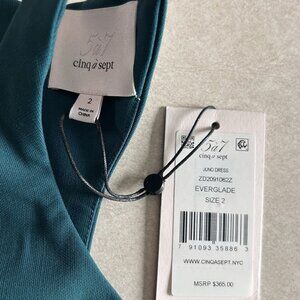 5à7
cinq à sept
2
MADE IN
CHINA
5à7
cinq à sept
JUNO DRESS
ZD2091062Z
EVERGLADE
SIZE 2
7 91093 35886 3
WWW.CINQASEPT.NYC
MSRP $365.00